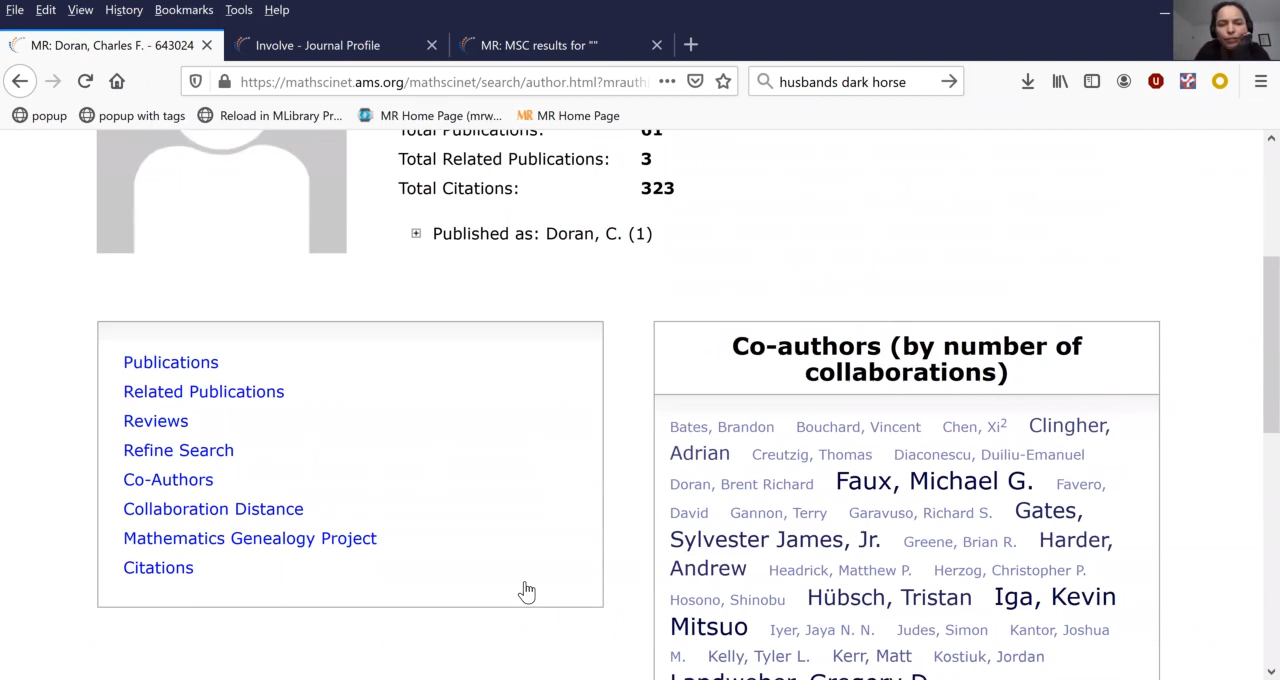 File Edit View History Bookmarks Tools Help
MR: Doran, Charles F. - 643024
Involve - Journal Profile
MR: MSC results for ""
https://mathscinet.ams.org/mathscinet/search/author.html?mrauth
husbands dark horse
popup
popup with tags
Reload in MLibrary Pr...
MR Home Page (mrw...
MR MR Home Page
Total Publications: 61
Total Related Publications: 3
Total Citations: 323
Published as: Doran, C. (1)
Publications
Related Publications
Reviews
Refine Search
Co-Authors
Collaboration Distance
Mathematics Genealogy Project
Citations
Co-authors (by number of
collaborations)
Bates, Brandon Bouchard, Vincent Chen, Xi2 Clingher,
Adrian Creutzig, Thomas Diaconescu, Duiliu-Emanuel
Doran, Brent Richard Faux, Michael G. Favero,
David Gannon, Terry Garavuso, Richard S. Gates,
Sylvester James, Jr. Greene, Brian R. Harder,
Andrew Headrick, Matthew P. Herzog, Christopher P.
Hosono, Shinobu Hübsch, Tristan Iga, Kevin
Mitsuo Iyer, Jaya N. N. Judes, Simon Kantor, Joshua
M. Kelly, Tyler L. Kerr, Matt Kostiuk, Jordan
Landweber, Gregory D.